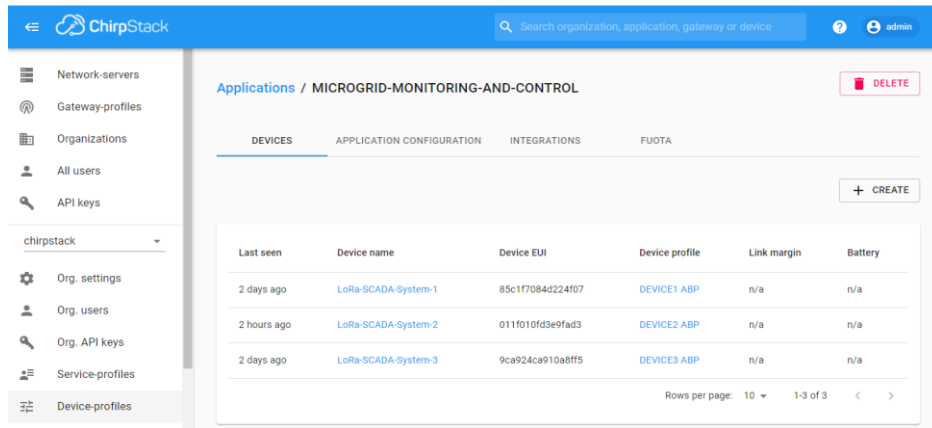 ChirpStack
Search organization, application, gateway or device
? admin
Network-servers
Gateway-profiles
Organizations
All users
API keys
chirpstack
Org. settings
Org. users
Org. API keys
Service-profiles
Device-profiles
Applications / MICROGRID-MONITORING-AND-CONTROL
DELETE
DEVICES APPLICATION CONFIGURATION INTEGRATIONS FUOTA
+ CREATE
Last seen Device name Device EUI Device profile Link margin Battery
2 days ago LoRa-SCADA-System-1 85c1f7084d224f07 DEVICE1 ABP n/a n/a
2 hours ago LoRa-SCADA-System-2 011f010fd3e9fad3 DEVICE2 ABP n/a n/a
2 days ago LoRa-SCADA-System-3 9ca924ca910a8ff5 DEVICE3 ABP n/a n/a
Rows per page: 10 1-3 of 3